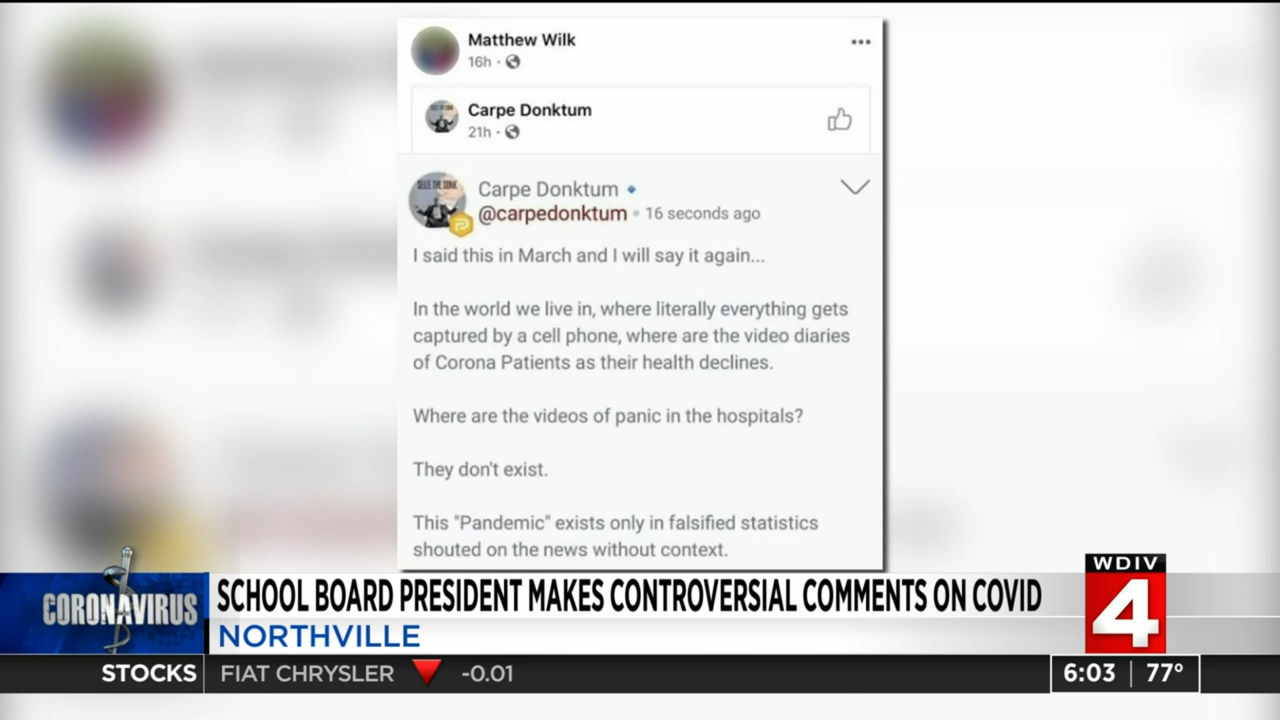 Matthew Wilk
16h ·
Carpe Donktum
21h ·
SEIZE THE DONK
Carpe Donktum
@carpedonktum • 16 seconds ago
I said this in March and I will say it again...
In the world we live in, where literally everything gets
captured by a cell phone, where are the video diaries
of Corona Patients as their health declines.
Where are the videos of panic in the hospitals?
They don't exist.
This "Pandemic" exists only in falsified statistics
shouted on the news without context.
CORONAVIRUS
SCHOOL BOARD PRESIDENT MAKES CONTROVERSIAL COMMENTS ON COVID
NORTHVILLE
WDIV
4
STOCKS
FIAT CHRYSLER -0.01
6:03 77°